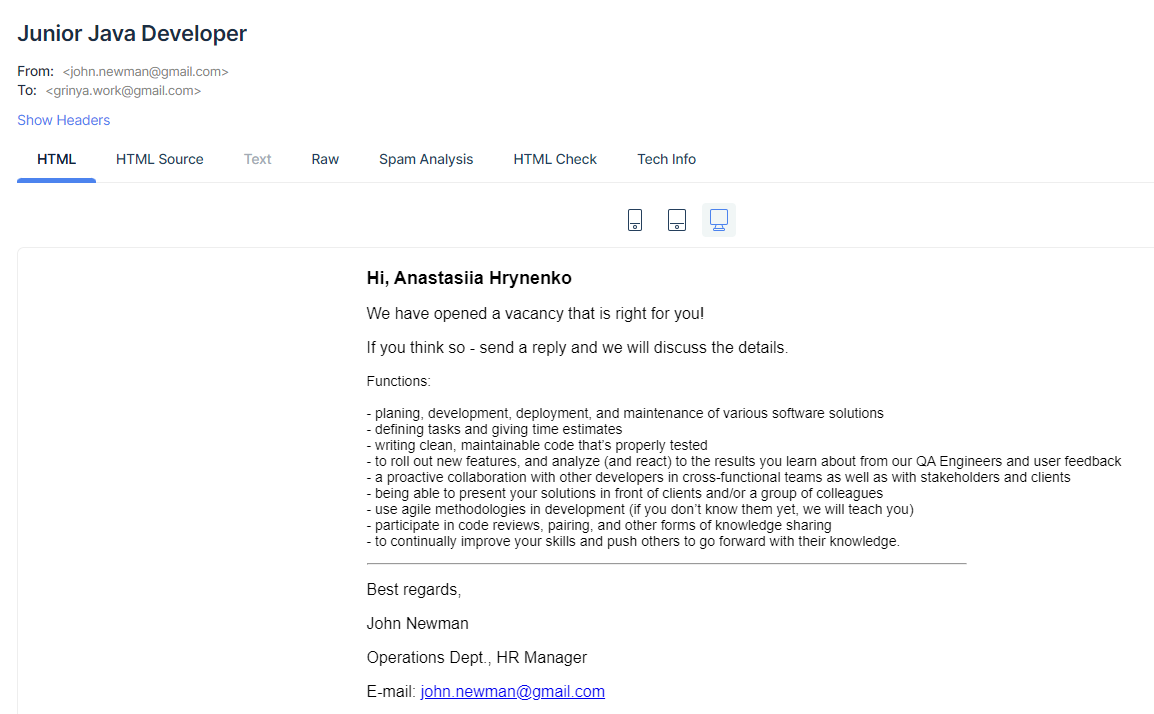 Junior Java Developer
From: <john.newman@gmail.com>
To: <grinya.work@gmail.com>
Show Headers
HTML HTML Source Text Raw Spam Analysis HTML Check Tech Info
Hi, Anastasiia Hrynenko
We have opened a vacancy that is right for you!
If you think so - send a reply and we will discuss the details.
Functions:
- planing, development, deployment, and maintenance of various software solutions
- defining tasks and giving time estimates
- writing clean, maintainable code that’s properly tested
- to roll out new features, and analyze (and react) to the results you learn about from our QA Engineers and user feedback
- a proactive collaboration with other developers in cross-functional teams as well as with stakeholders and clients
- being able to present your solutions in front of clients and/or a group of colleagues
- use agile methodologies in development (if you don’t know them yet, we will teach you)
- participate in code reviews, pairing, and other forms of knowledge sharing
- to continually improve your skills and push others to go forward with their knowledge.
Best regards,
John Newman
Operations Dept., HR Manager
E-mail: john.newman@gmail.com